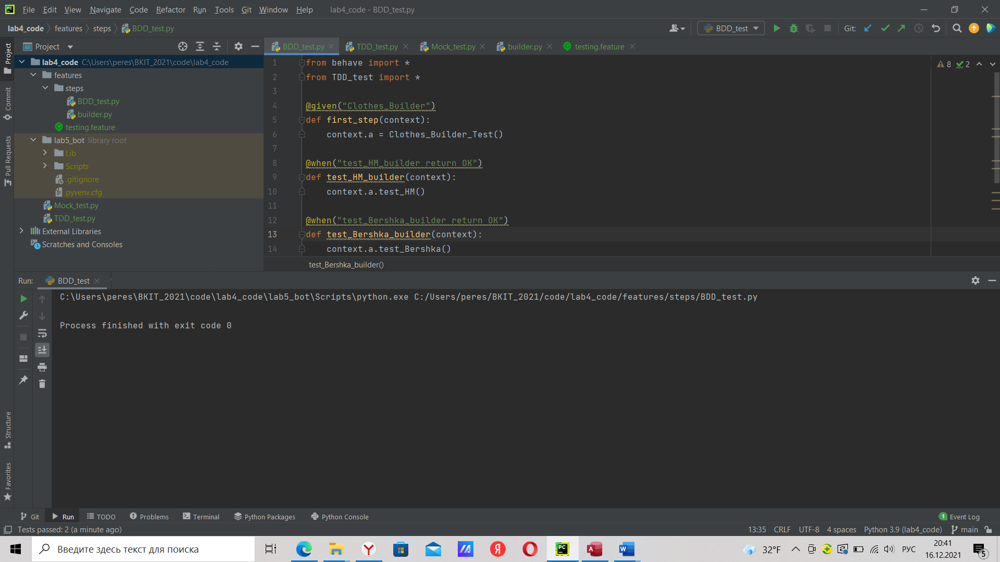 File Edit View Navigate Code Refactor Run Tools Git Window Help lab4_code - BDD_test.py
lab4_code features steps BDD_test.py BDD_test Git:
Project BDD_test.py TDD_test.py Mock_test.py builder.py testing.feature
Project
Commit
Pull Requests
Structure
Favorites
lab4_code C:\Users\peres\BKIT_2021\code\lab4_code
features
steps
BDD_test.py
builder.py
testing.feature
lab5_bot library root
Lib
Scripts
.gitignore
pyvenv.cfg
Mock_test.py
TDD_test.py
External Libraries
Scratches and Consoles
8 2
1 from behave import *
2 from TDD_test import *
3
4 @given("Clothes_Builder")
5 def first_step(context):
6 context.a = Clothes_Builder_Test()
7
8 @when("test_HM_builder return OK")
9 def test_HM_builder(context):
10 context.a.test_HM()
11
12 @when("test_Bershka_builder return OK")
13 def test_Bershka_builder(context):
14 context.a.test_Bershka()
test_Bershka_builder()
Run: BDD_test
C:\Users\peres\BKIT_2021\code\lab4_code\lab5_bot\Scripts\python.exe C:/Users/peres/BKIT_2021/code/lab4_code/features/steps/BDD_test.py
Process finished with exit code 0
Git Run TODO Problems Terminal Python Packages Python Console 1 Event Log
Tests passed: 2 (a minute ago) 13:35 CRLF UTF-8 4 spaces Python 3.9 (lab4_code) main
Введите здесь текст для поиска 32°F РУС 20:41
16.12.2021 5